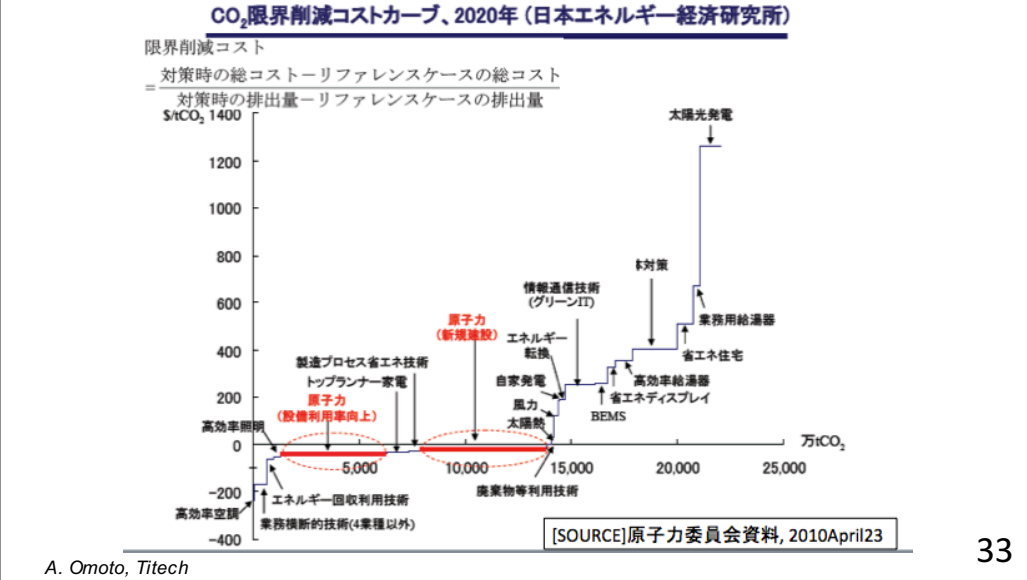 CO2限界削減コストカーブ、2020年（日本エネルギー経済研究所）
限界削減コスト
= 対策時の総コスト－リファレンスケースの総コスト
対策時の排出量－リファレンスケースの排出量
$/tCO2
1400
1200
1000
800
600
400
200
0
-200
-400
太陽光発電
本対策
情報通信技術
(グリーンIT)
業務用給湯器
原子力
(新規建設)
エネルギー
転換
省エネ住宅
製造プロセス省エネ技術
トップランナー家電
自家発電
高効率給湯器
省エネディスプレイ
原子力
(設備利用率向上)
風力
BEMS
高効率照明
太陽熱
万tCO2
5,000
10,000
15,000
20,000
25,000
廃棄物等利用技術
エネルギー回収利用技術
高効率空調
業務横断的技術(4業種以外)
[SOURCE]原子力委員会資料, 2010April23
33
A. Omoto, Titech